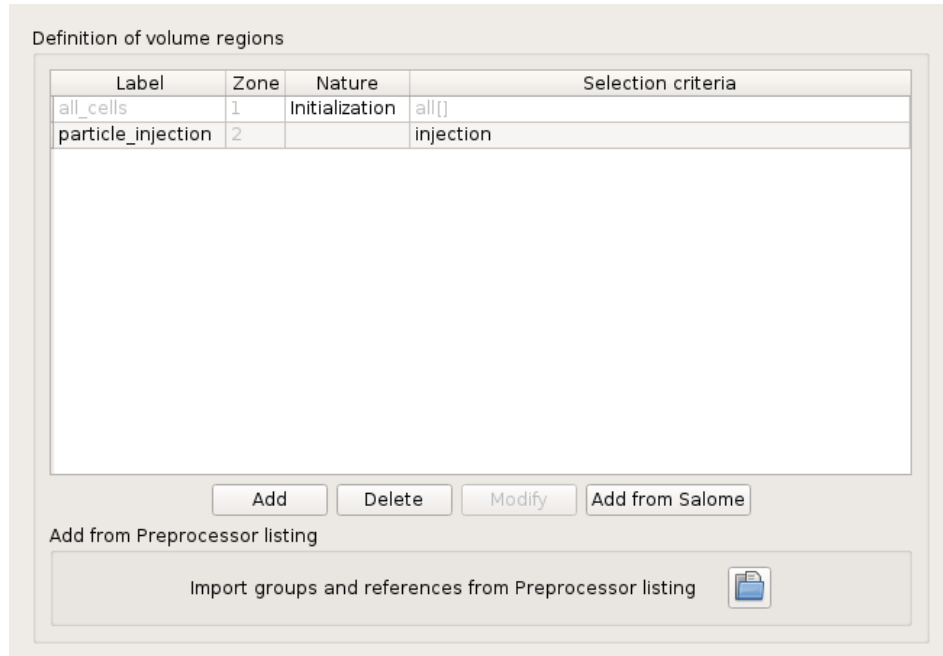 Definition of volume regions
Label Zone Nature Selection criteria
all_cells 1 Initialization all[]
particle_injection 2 injection
Add Delete Modify Add from Salome
Add from Preprocessor listing
Import groups and references from Preprocessor listing